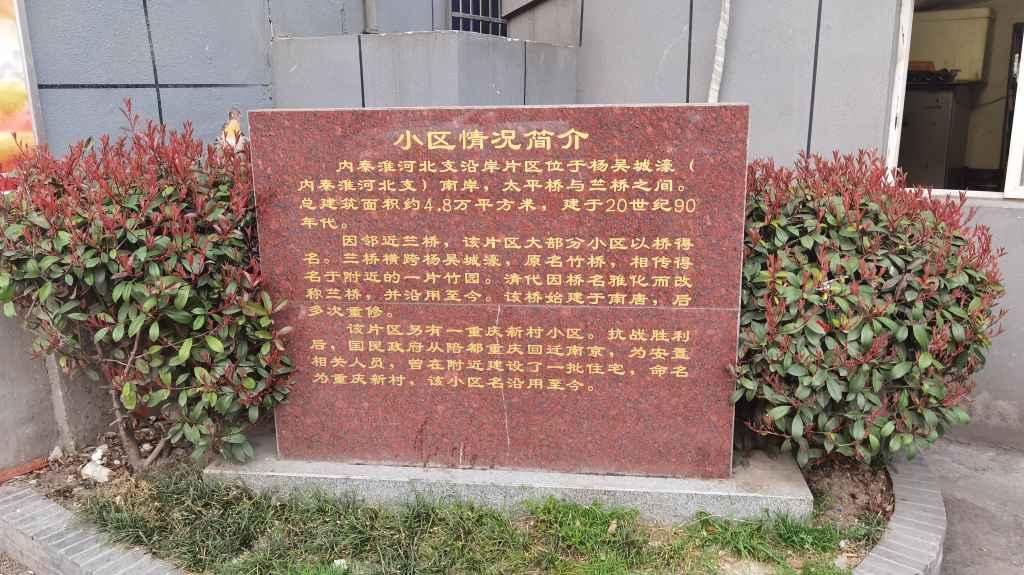 小区情况简介
内秦淮河北支沿岸片区位于杨吴城濠（
内秦淮河北支）南岸，太平桥与竺桥之间。
总建筑面积约4.8万平方米，建于20世纪90
年代。
因邻近竺桥，该片区大部分小区以桥得
名。竺桥横跨杨吴城濠，原名竹桥，相传得
名于附近的一片竹园。清代因桥名雅化而改
称竺桥，并沿用至今。该桥始建于南唐，后
多次重修。
该片区另有一重庆新村小区。抗战胜利
后，国民政府从陪都重庆回迁南京，为安置
相关人员，曾在附近建设了一批住宅，命名
为重庆新村，该小区名沿用至今。